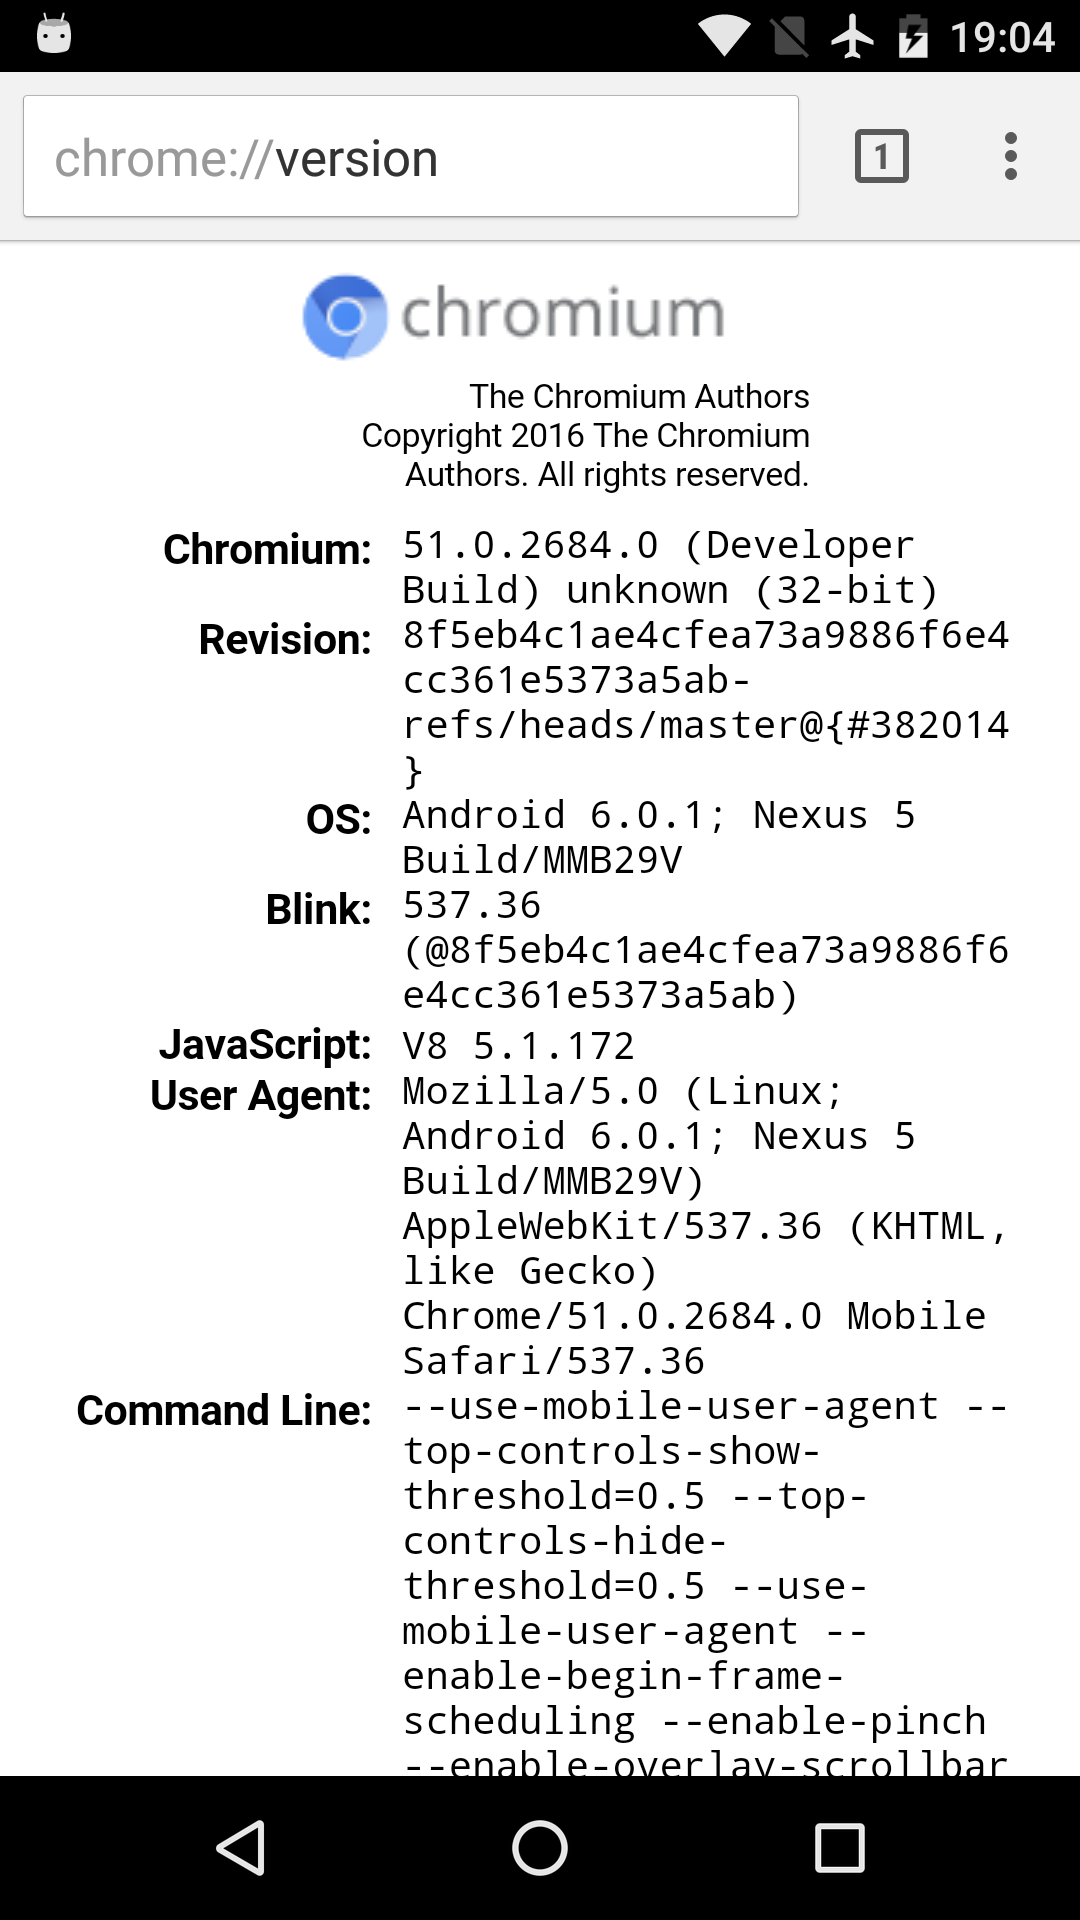 19:04
chrome://version
1
chromium
The Chromium Authors
Copyright 2016 The Chromium
Authors. All rights reserved.
Chromium: 51.0.2684.0 (Developer
Build) unknown (32-bit)
Revision: 8f5eb4c1ae4cfea73a9886f6e4
cc361e5373a5ab-
refs/heads/master@{#382014
}
OS: Android 6.0.1; Nexus 5
Build/MMB29V
Blink: 537.36
(@8f5eb4c1ae4cfea73a9886f6
e4cc361e5373a5ab)
JavaScript: V8 5.1.172
User Agent: Mozilla/5.0 (Linux;
Android 6.0.1; Nexus 5
Build/MMB29V)
AppleWebKit/537.36 (KHTML,
like Gecko)
Chrome/51.0.2684.0 Mobile
Safari/537.36
Command Line: --use-mobile-user-agent --
top-controls-show-
threshold=0.5 --top-
controls-hide-
threshold=0.5 --use-
mobile-user-agent --
enable-begin-frame-
scheduling --enable-pinch
--enable-overlay-scrollbar